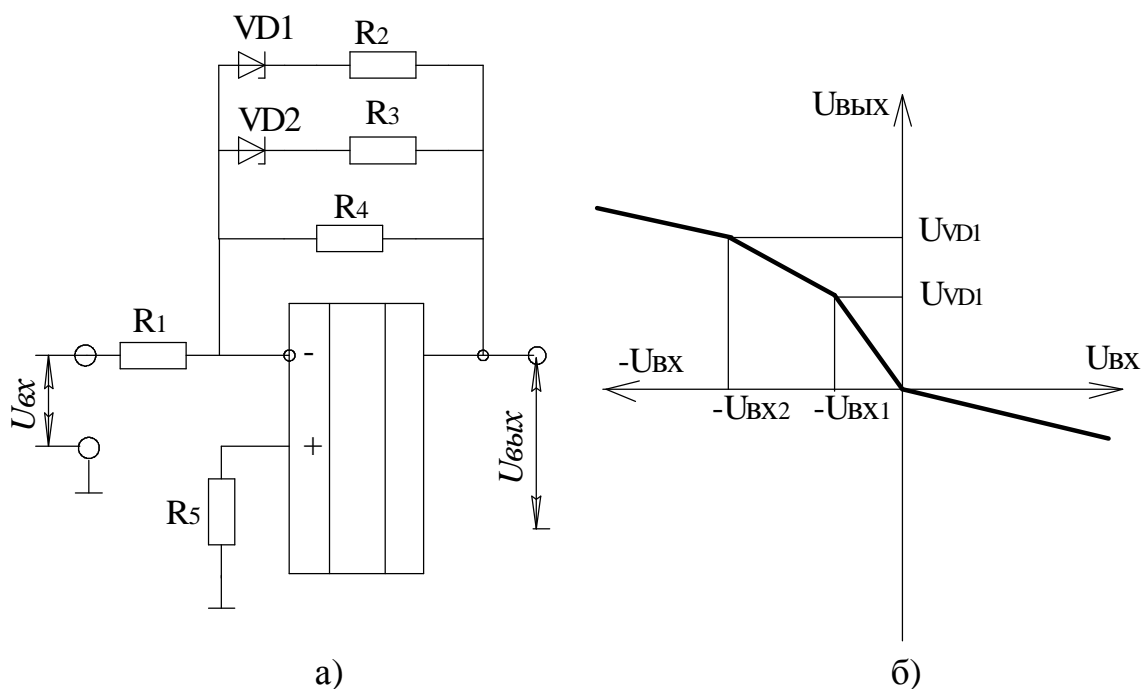 VD1
R2
VD2
R3
R4
R1
-
+
Uвх
R5
Uвых
а)
Uвых
UVD1
UVD1
-Uвх
Uвх
-Uвх2
-Uвх1
б)